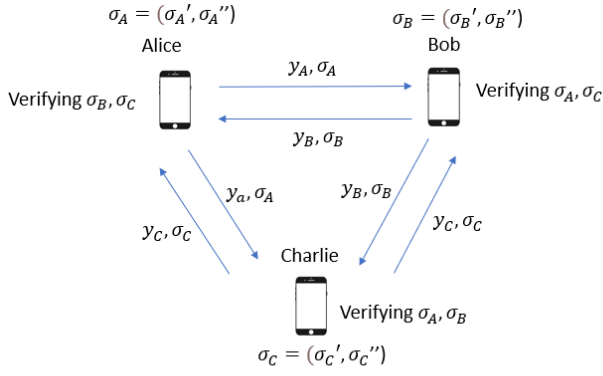 σ_A = (σ_A′, σ_A′′)
Alice
σ_B = (σ_B′, σ_B′′)
Bob
y_A, σ_A
Verifying σ_B, σ_C
Verifying σ_A, σ_C
y_B, σ_B
y_a, σ_A
y_B, σ_B
y_C, σ_C
y_C, σ_C
Charlie
Verifying σ_A, σ_B
σ_C = (σ_C′, σ_C′′)